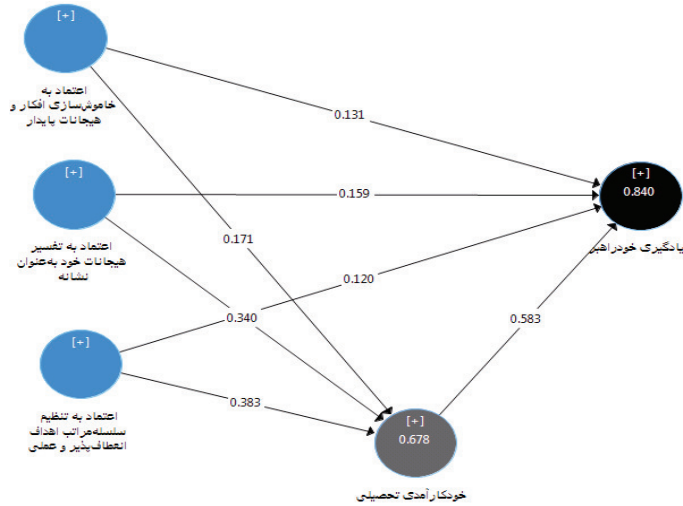 [+]
اعتماد به
خاموش‌سازی افکار و
هیجانات پایدار
0.131
[+]
0.840
یادگیری خودراهبر
[+]
0.159
اعتماد به تفسیر
هیجانات خود به‌عنوان
نشانه
0.171
0.120
0.340
0.583
[+]
0.383
اعتماد به تنظیم
سلسله‌مراتب اهداف
انعطاف‌پذیر و عملی
[+]
0.678
خودکارآمدی تحصیلی